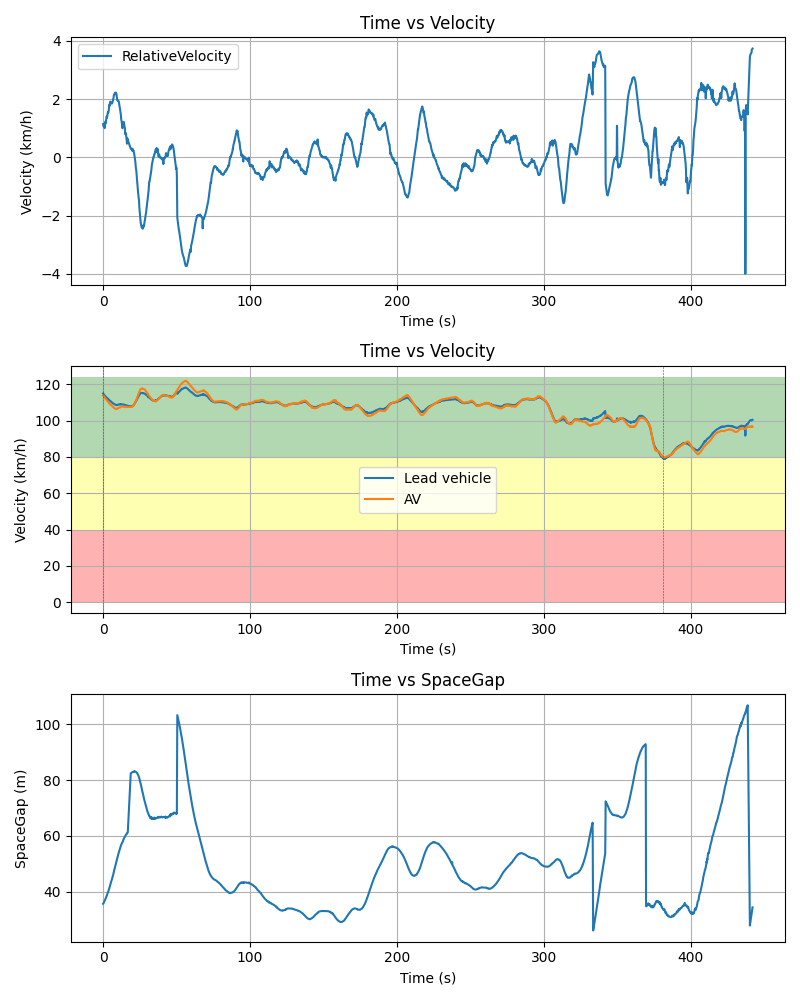 Time vs Velocity
Velocity (km/h)
4
2
0
−2
−4
RelativeVelocity
0 100 200 300 400
Time (s)
Time vs Velocity
Velocity (km/h)
120
100
80
60
40
20
0
Lead vehicle
AV
0 100 200 300 400
Time (s)
Time vs SpaceGap
SpaceGap (m)
100
80
60
40
0 100 200 300 400
Time (s)